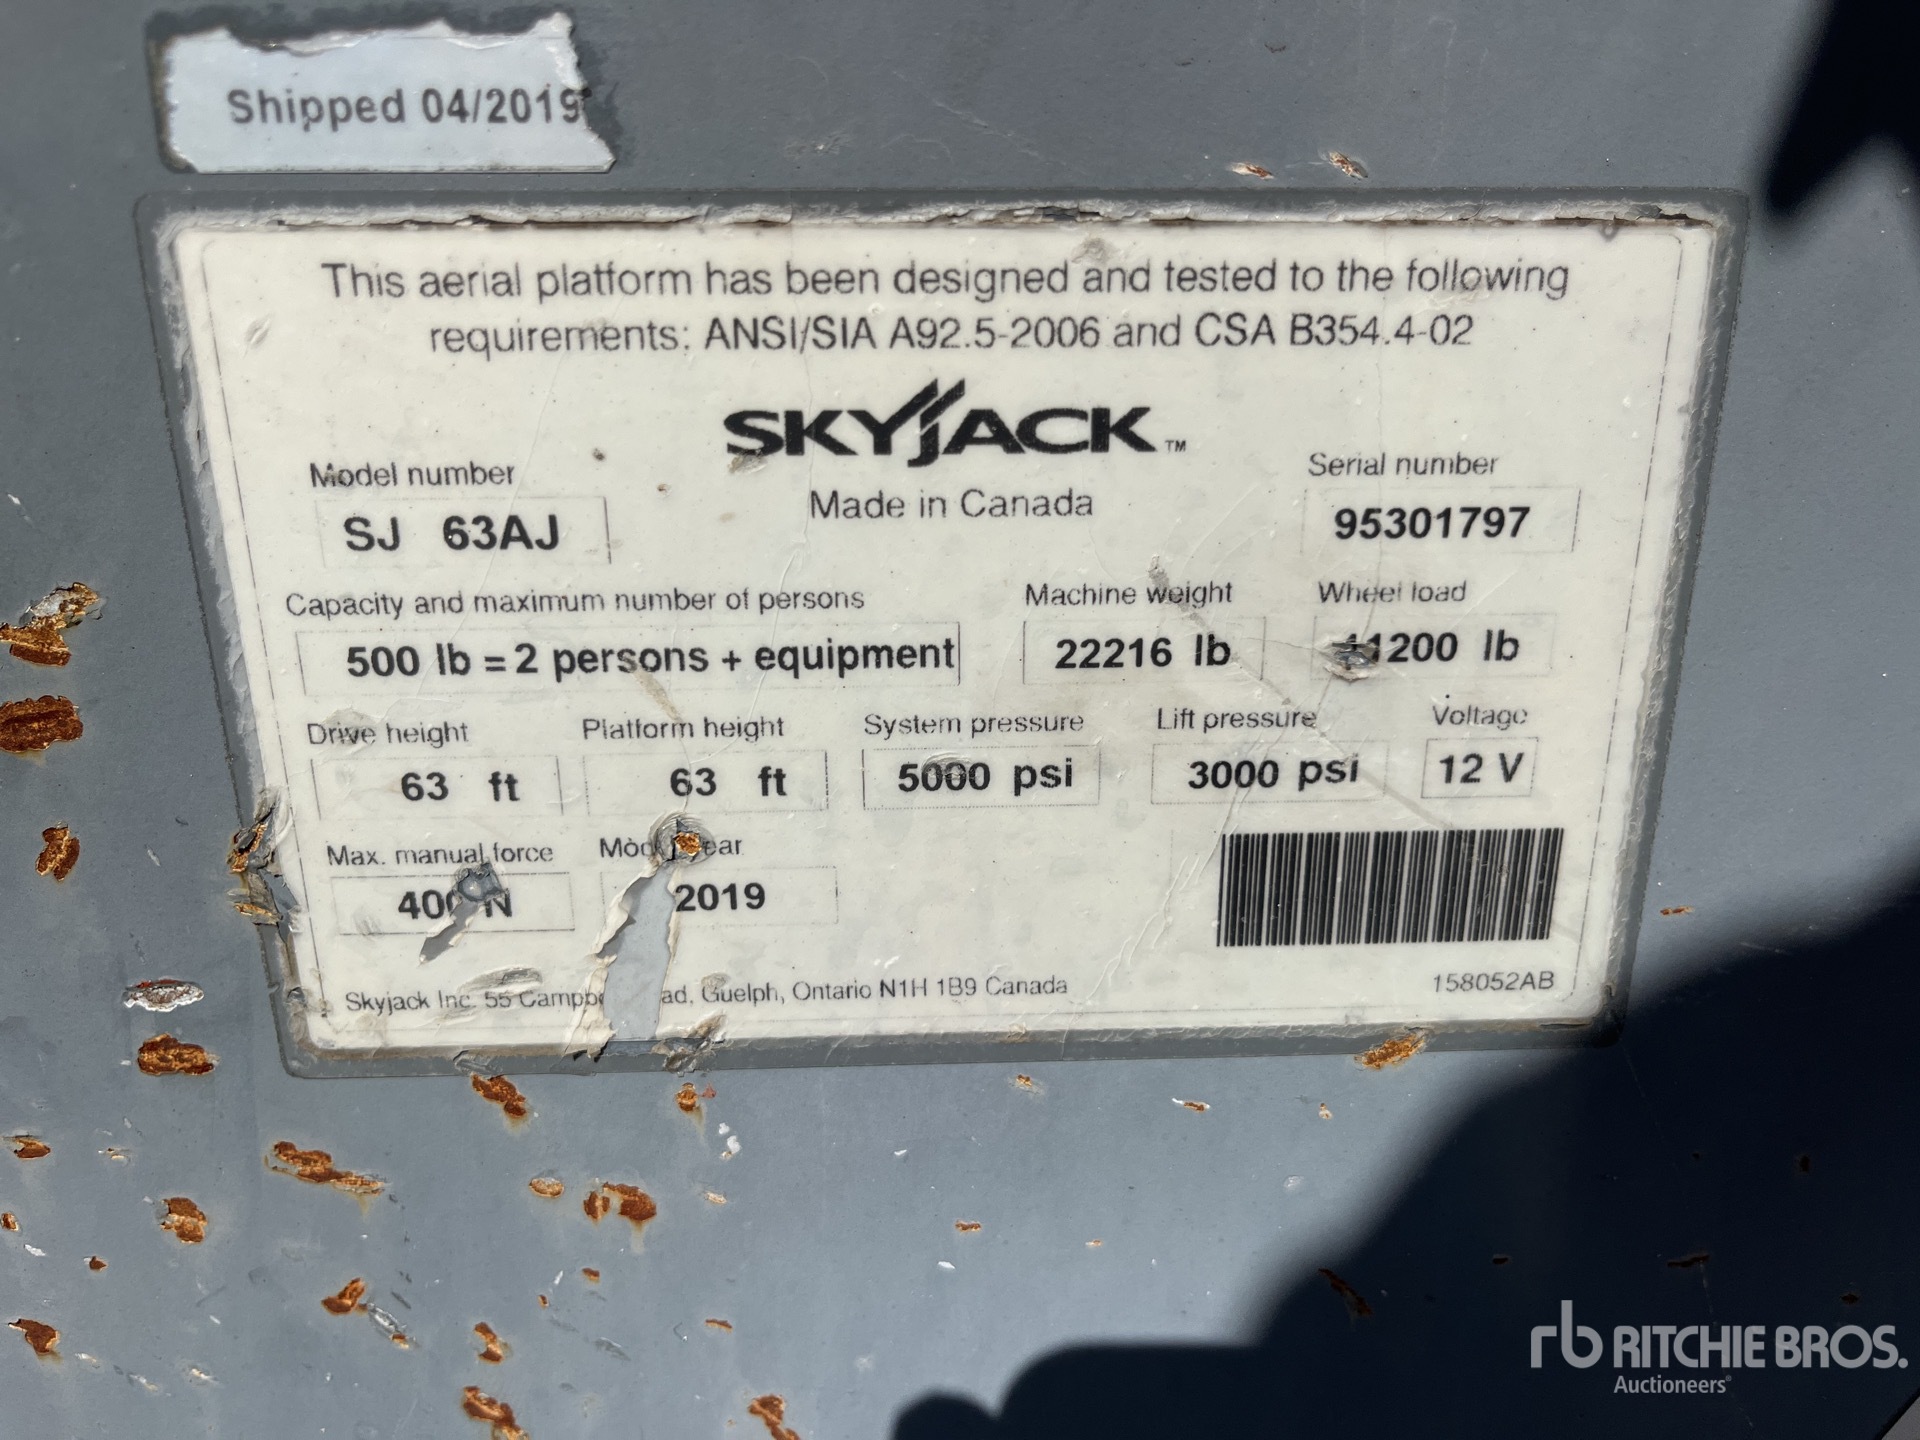 Shipped 04/2019
This aerial platform has been designed and tested to the following
requirements: ANSI/SIA A92.5-2006 and CSA B354.4-02
SKYJACK™
Made in Canada
Model number
SJ 63AJ
Serial number
95301797
Capacity and maximum number of persons
500 lb = 2 persons + equipment
Machine weight
22216 lb
Wheel load
11200 lb
Drive height
63 ft
Platform height
63 ft
System pressure
5000 psi
Lift pressure
3000 psi
Voltage
12 V
Max. manual force
N
2019
Skyjack Inc. 55 ad, Guelph, Ontario N1H 1B9 Canada
158052AB
rb RITCHIE BROS.
Auctioneers®